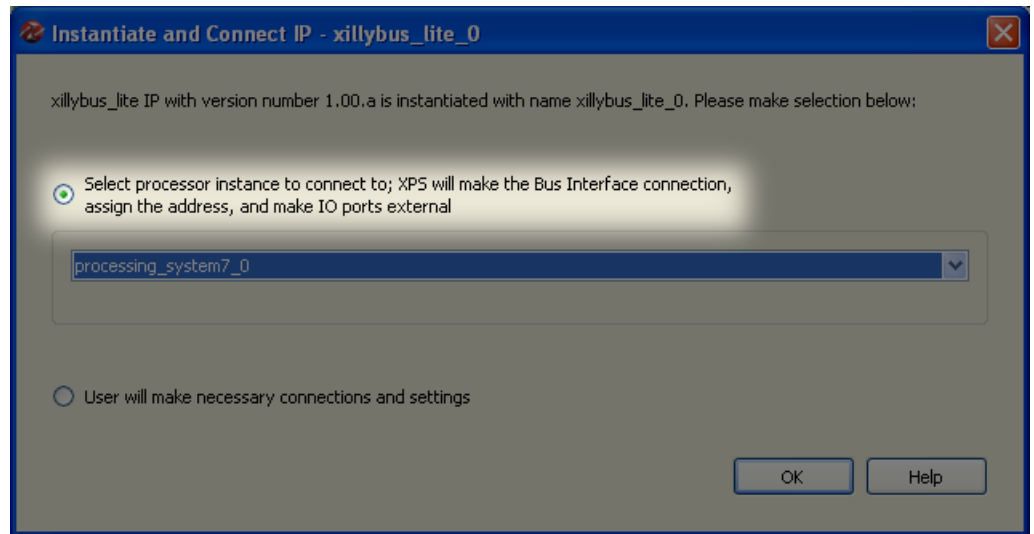 Instantiate and Connect IP - xillybus_lite_0
xillybus_lite IP with version number 1.00.a is instantiated with name xillybus_lite_0. Please make selection below:
Select processor instance to connect to; XPS will make the Bus Interface connection,
assign the address, and make IO ports external
processing_system7_0
User will make necessary connections and settings
OK Help